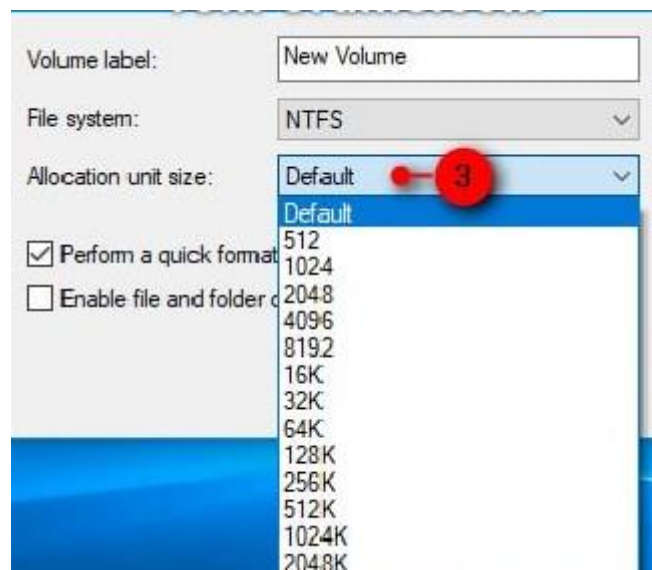 Volume label: New Volume
File system: NTFS
Allocation unit size: Default
3
Default
512
1024
2048
4096
8192
16K
32K
64K
128K
256K
512K
1024K
2048K
Perform a quick format
Enable file and folder